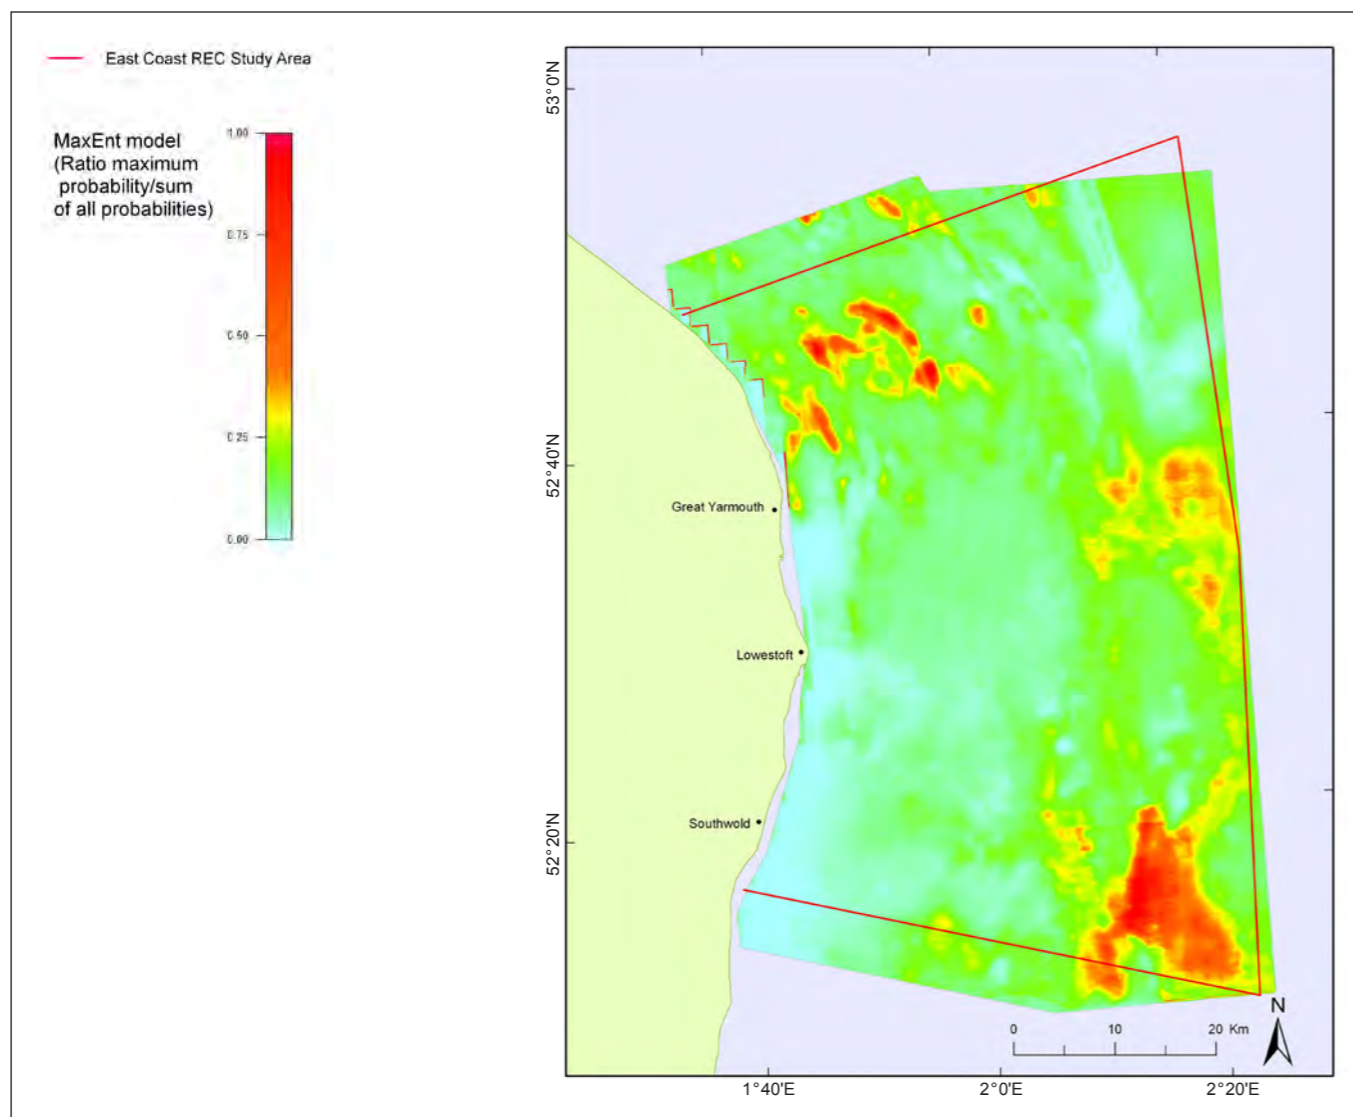 East Coast REC Study Area
MaxEnt model
(Ratio maximum
probability/sum
of all probabilities)
1.00
0.75
0.50
0.25
0.00
53°0'N
52°40'N
52°20'N
Great Yarmouth
Lowestoft
Southwold
N
0 10 20 Km
1°40'E 2°0'E 2°20'E